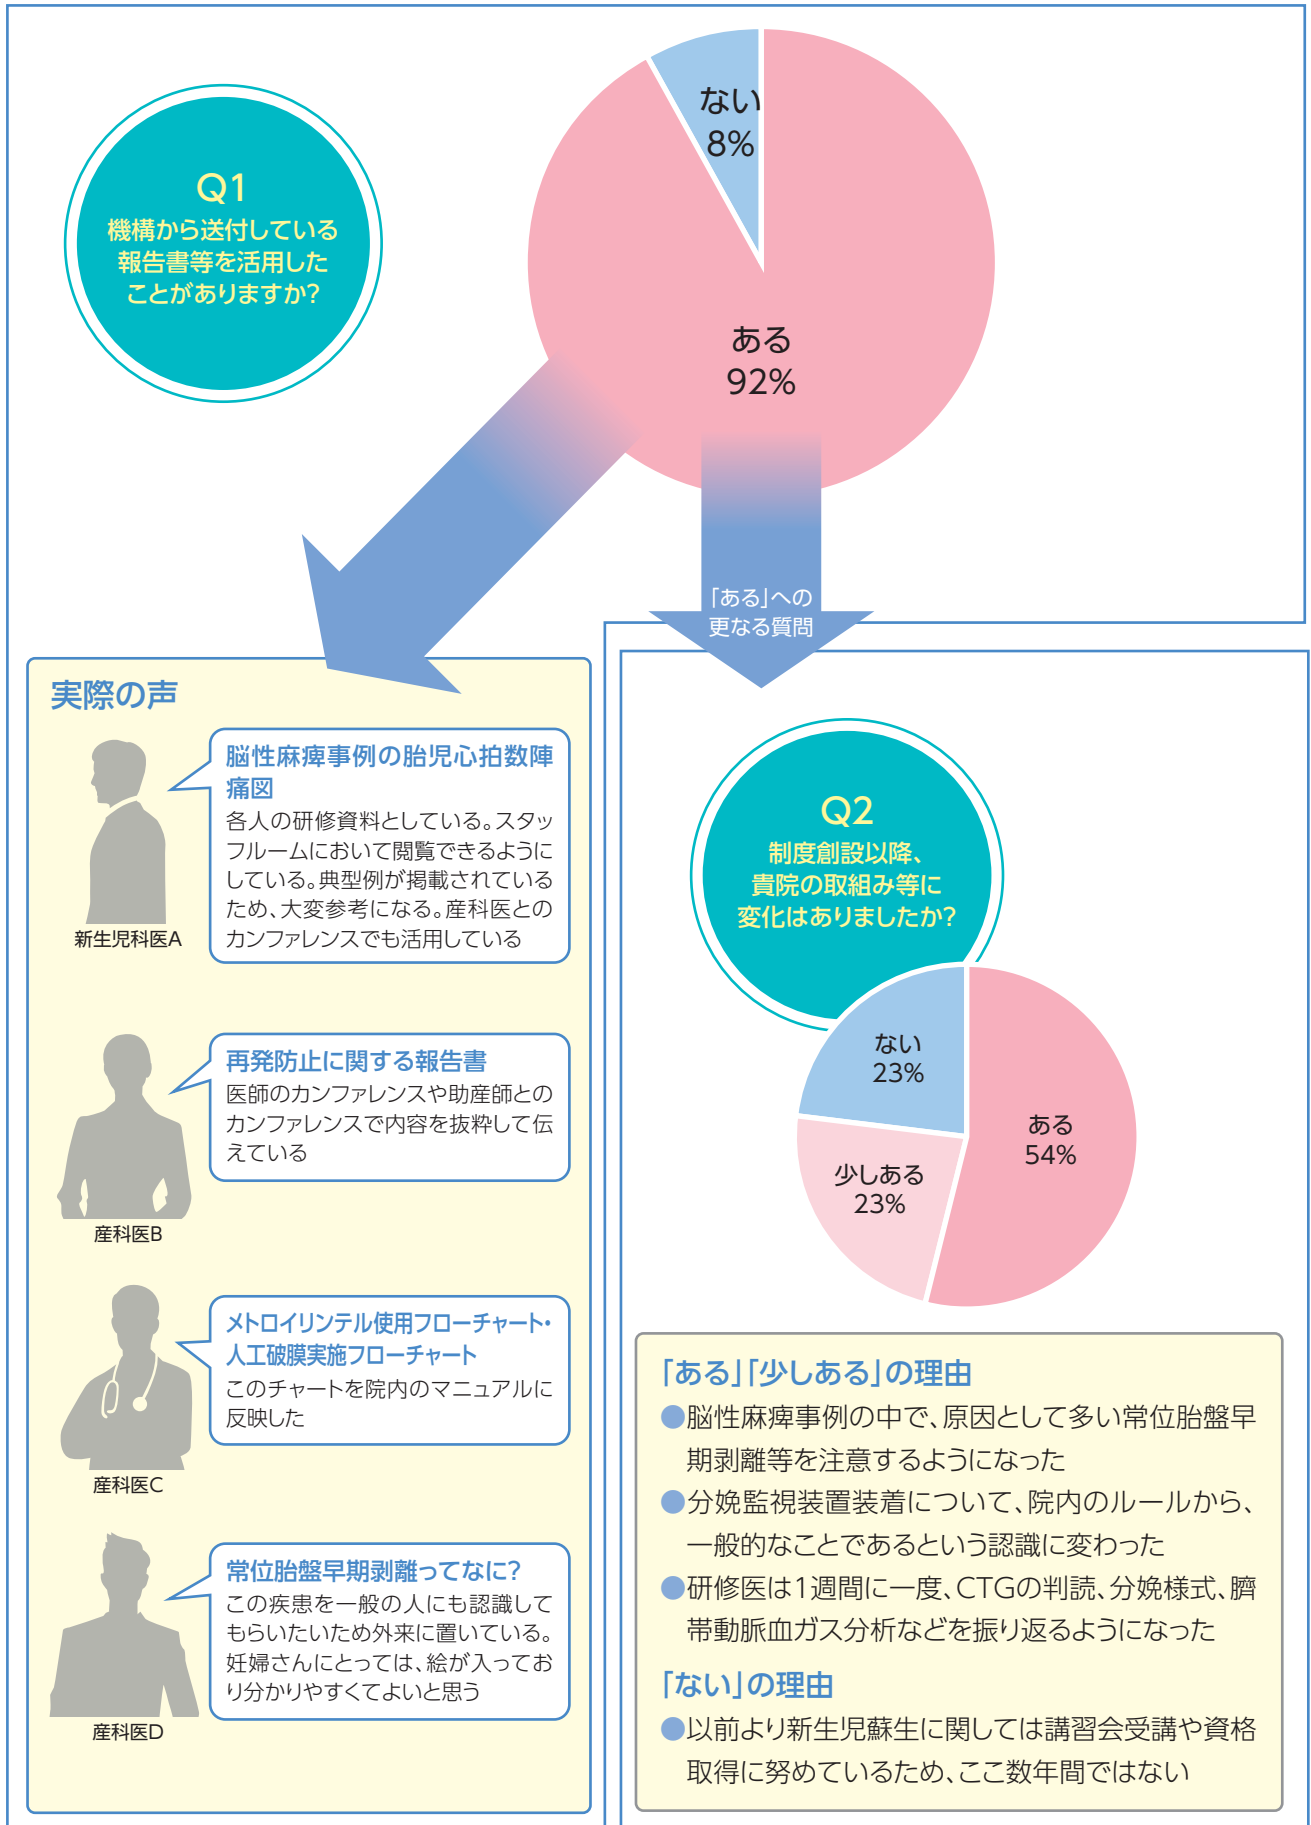 Q1
機構から送付している
報告書等を活用した
ことがありますか?
ない
8%
ある
92%
「ある」への
更なる質問
実際の声
新生児科医A
脳性麻痺事例の胎児心拍数陣
痛図
各人の研修資料としている。スタッ
フルームにおいて閲覧できるように
している。典型例が掲載されている
ため、大変参考になる。産科医との
カンファレンスでも活用している
産科医B
再発防止に関する報告書
医師のカンファレンスや助産師との
カンファレンスで内容を抜粋して伝
えている
産科医C
メトロイリンテル使用フローチャート・
人工破膜実施フローチャート
このチャートを院内のマニュアルに
反映した
産科医D
常位胎盤早期剥離ってなに?
この疾患を一般の人にも認識して
もらいたいため外来に置いている。
妊婦さんにとっては、絵が入ってお
り分かりやすくてよいと思う
Q2
制度創設以降、
貴院の取組み等に
変化はありましたか?
ない
23%
ある
54%
少しある
23%
「ある」「少しある」の理由
●脳性麻痺事例の中で、原因として多い常位胎盤早
期剥離等を注意するようになった
●分娩監視装置装着について、院内のルールから、
一般的なことであるという認識に変わった
●研修医は1週間に一度、CTGの判読、分娩様式、臍
帯動脈血ガス分析などを振り返るようになった
「ない」の理由
●以前より新生児蘇生に関しては講習会受講や資格
取得に努めているため、ここ数年間ではない